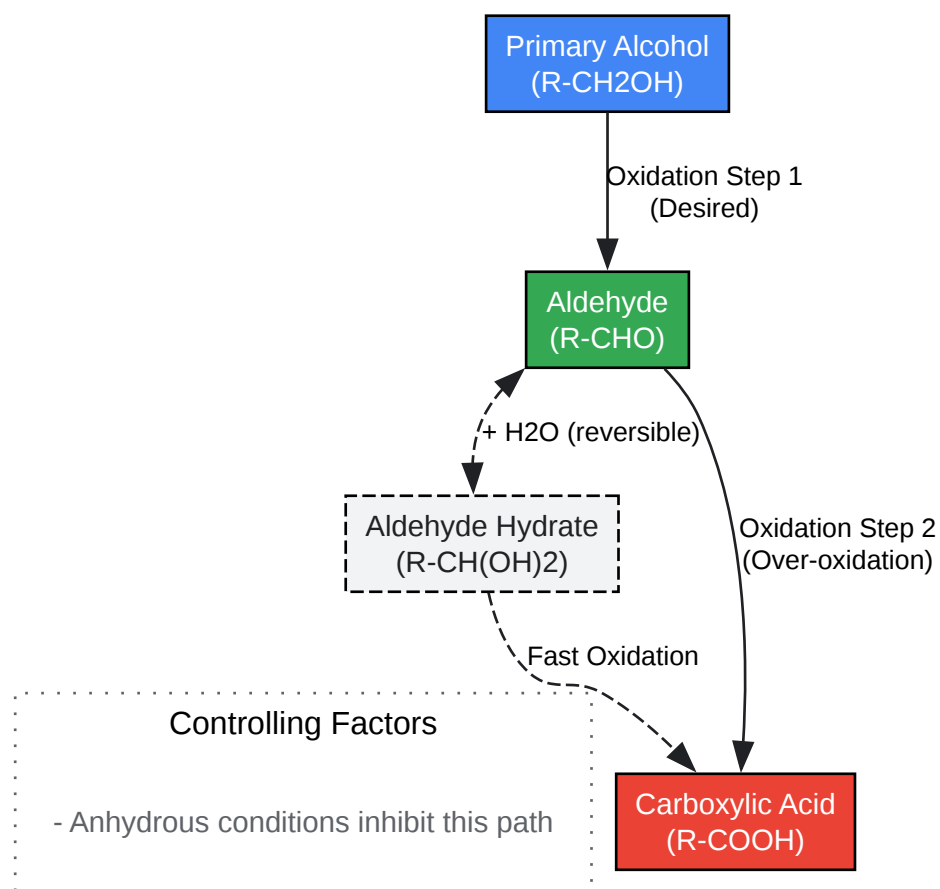 Primary Alcohol
(R-CH2OH)
Oxidation Step 1
(Desired)
Aldehyde
(R-CHO)
+ H2O (reversible)
Aldehyde Hydrate
(R-CH(OH)2)
Oxidation Step 2
(Over-oxidation)
Fast Oxidation
Controlling Factors
- Anhydrous conditions inhibit this path
Carboxylic Acid
(R-COOH)